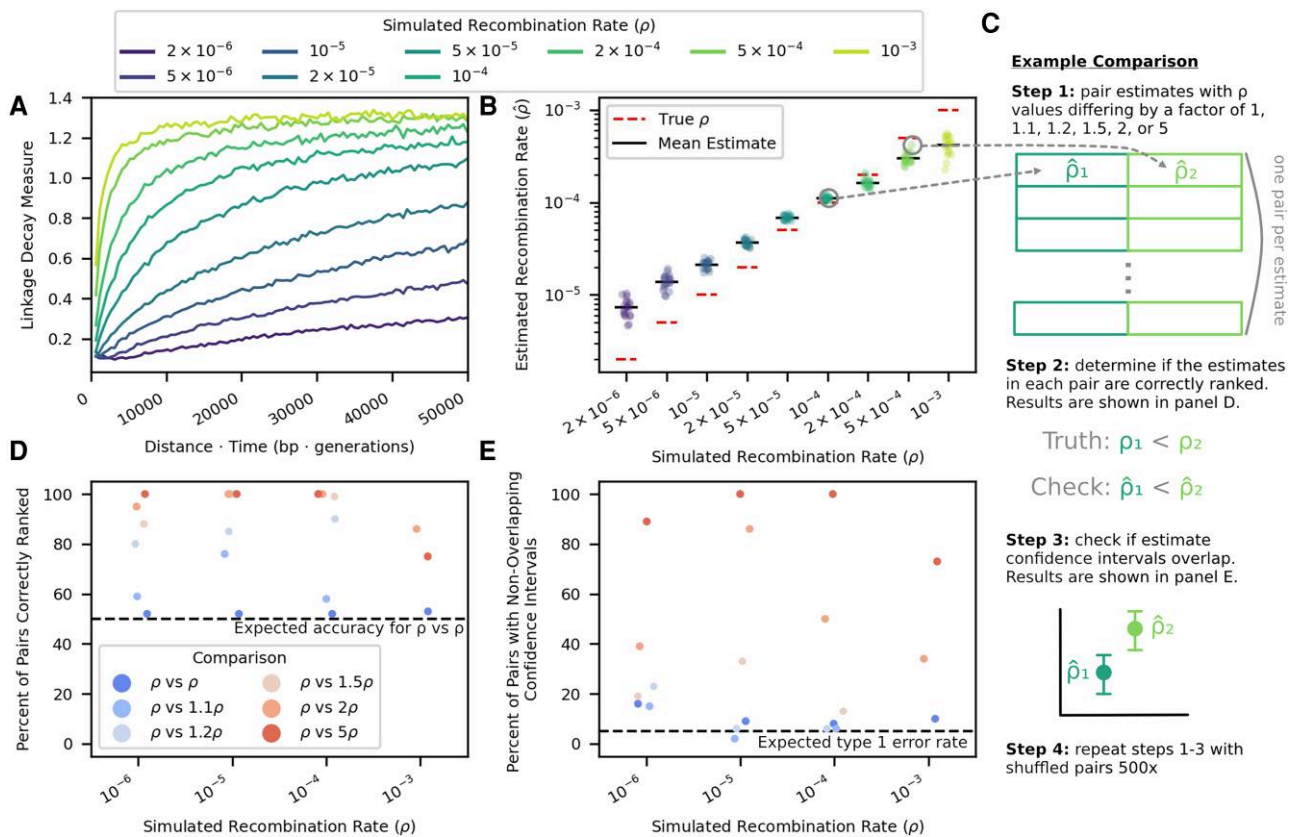 Simulated Recombination Rate (ρ)
2 × 10⁻⁶ 10⁻⁵ 5 × 10⁻⁵ 2 × 10⁻⁴ 5 × 10⁻⁴ 10⁻³
5 × 10⁻⁶ 2 × 10⁻⁵ 10⁻⁴
A
1.4
1.2
1.0
0.8
0.6
0.4
0.2
Linkage Decay Measure
0 10000 20000 30000 40000 50000
Distance · Time (bp · generations)
B
10⁻³
10⁻⁴
10⁻⁵
Estimated Recombination Rate (ρ̂)
True ρ
Mean Estimate
2 × 10⁻⁶ 5 × 10⁻⁶ 10⁻⁵ 2 × 10⁻⁵ 5 × 10⁻⁵ 10⁻⁴ 2 × 10⁻⁴ 5 × 10⁻⁴ 10⁻³
Simulated Recombination Rate (ρ)
C
Example Comparison
Step 1: pair estimates with ρ
values differing by a factor of 1,
1.1, 1.2, 1.5, 2, or 5
ρ̂₁ ρ̂₂
one pair per estimate
Step 2: determine if the estimates
in each pair are correctly ranked.
Results are shown in panel D.
Truth: ρ₁ < ρ₂
Check: ρ̂₁ < ρ̂₂
Step 3: check if estimate
confidence intervals overlap.
Results are shown in panel E.
ρ̂₁ ρ̂₂
Step 4: repeat steps 1-3 with
shuffled pairs 500x
D
100
80
60
40
20
0
Percent of Pairs Correctly Ranked
Expected accuracy for ρ vs ρ
Comparison
ρ vs ρ ρ vs 1.5ρ
ρ vs 1.1ρ ρ vs 2ρ
ρ vs 1.2ρ ρ vs 5ρ
10⁻⁶ 10⁻⁵ 10⁻⁴ 10⁻³
Simulated Recombination Rate (ρ)
E
100
80
60
40
20
0
Percent of Pairs with Non-Overlapping
Confidence Intervals
Expected type 1 error rate
10⁻⁶ 10⁻⁵ 10⁻⁴ 10⁻³
Simulated Recombination Rate (ρ)